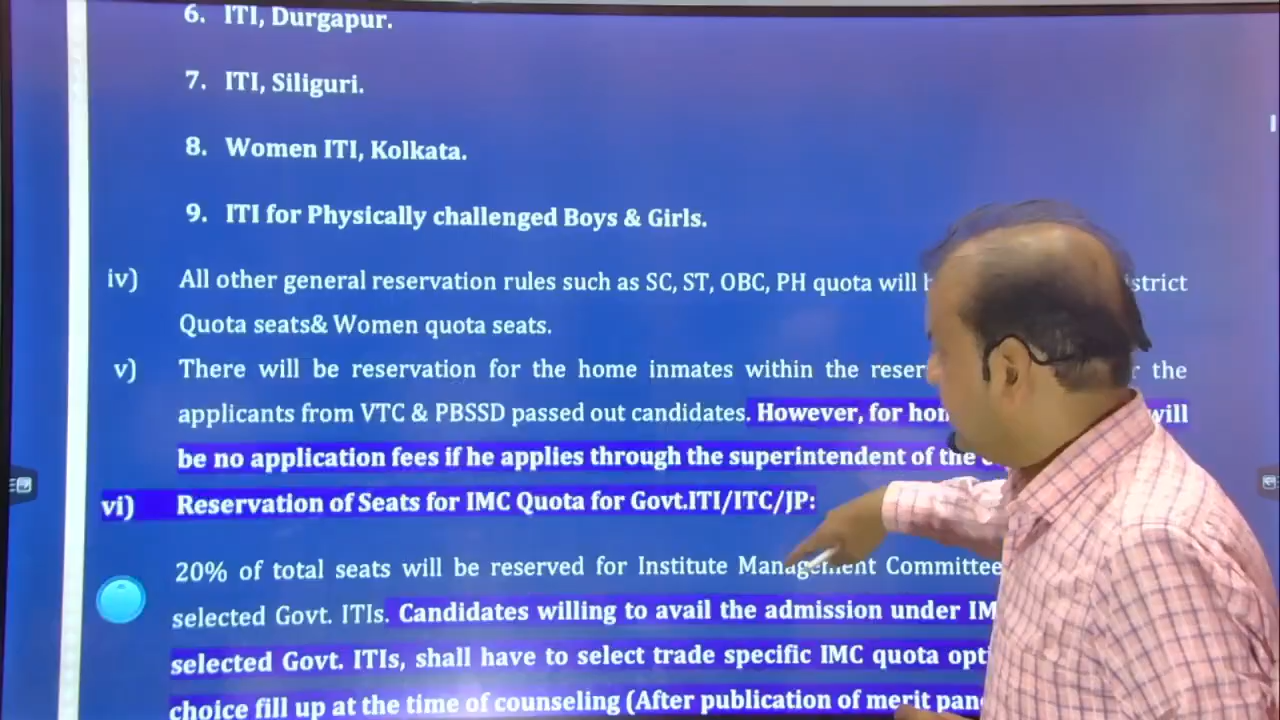 6. ITI, Durgapur.
7. ITI, Siliguri.
8. Women ITI, Kolkata.
9. ITI for Physically challenged Boys & Girls.
iv) All other general reservation rules such as SC, ST, OBC, PH quota will
Quota seats& Women quota seats.
v) There will be reservation for the home inmates within the the
applicants from VTC & PBSSD passed out candidates. However, for will
be no application fees if he applies through the superintendent of the
vi) Reservation of Seats for IMC Quota for Govt.ITI/ITC/JP:
20% of total seats will be reserved for Institute Management Committee
selected Govt. ITIs. Candidates willing to avail the admission under
selected Govt. ITIs, shall have to select trade specific IMC quota
choice fill up at the time of counseling (After publication of merit